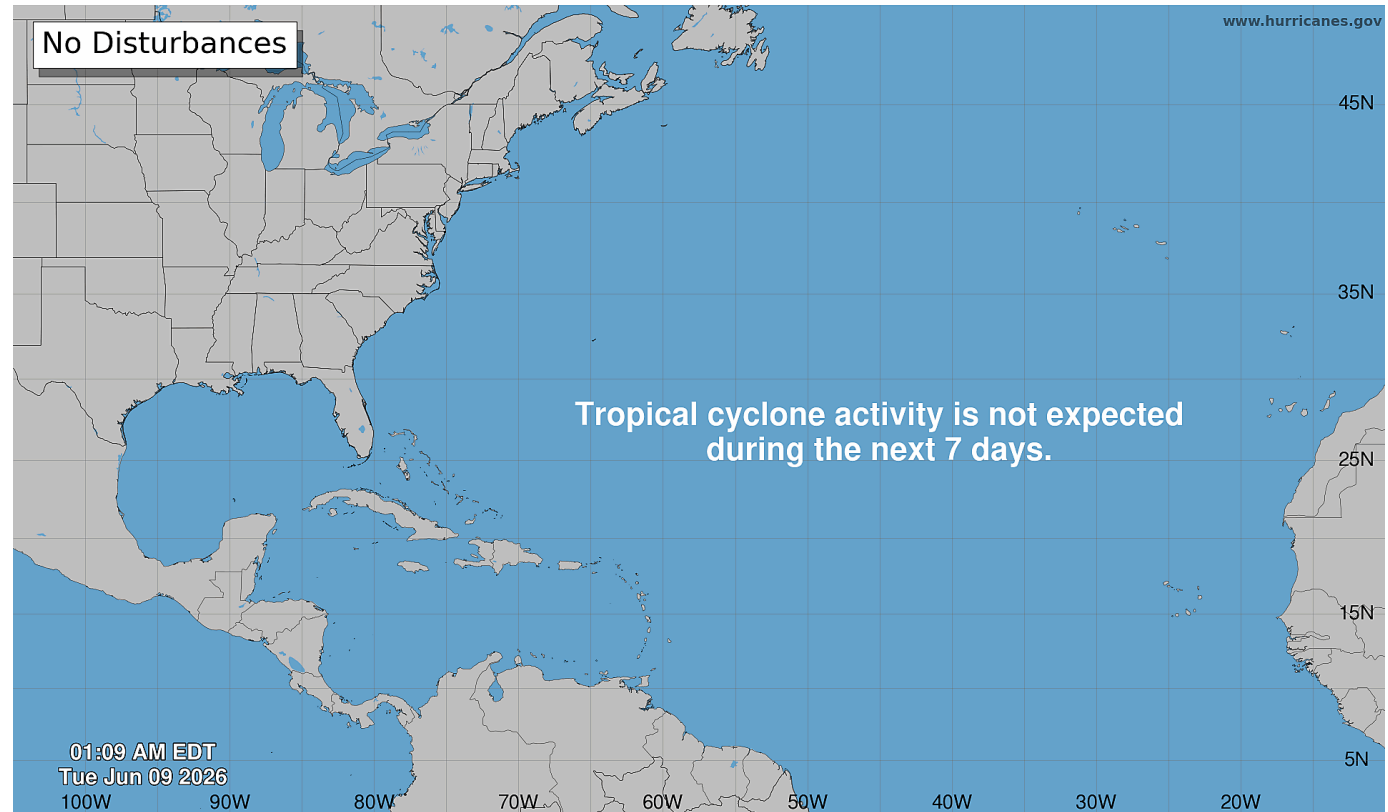 www.hurricanes.gov
No Disturbances
45N
35N
Tropical cyclone activity is not expected
during the next 7 days.
25N
15N
01:09 AM EDT
Tue Jun 09 2026
5N
100W 90W 80W 70W 60W 50W 40W 30W 20W